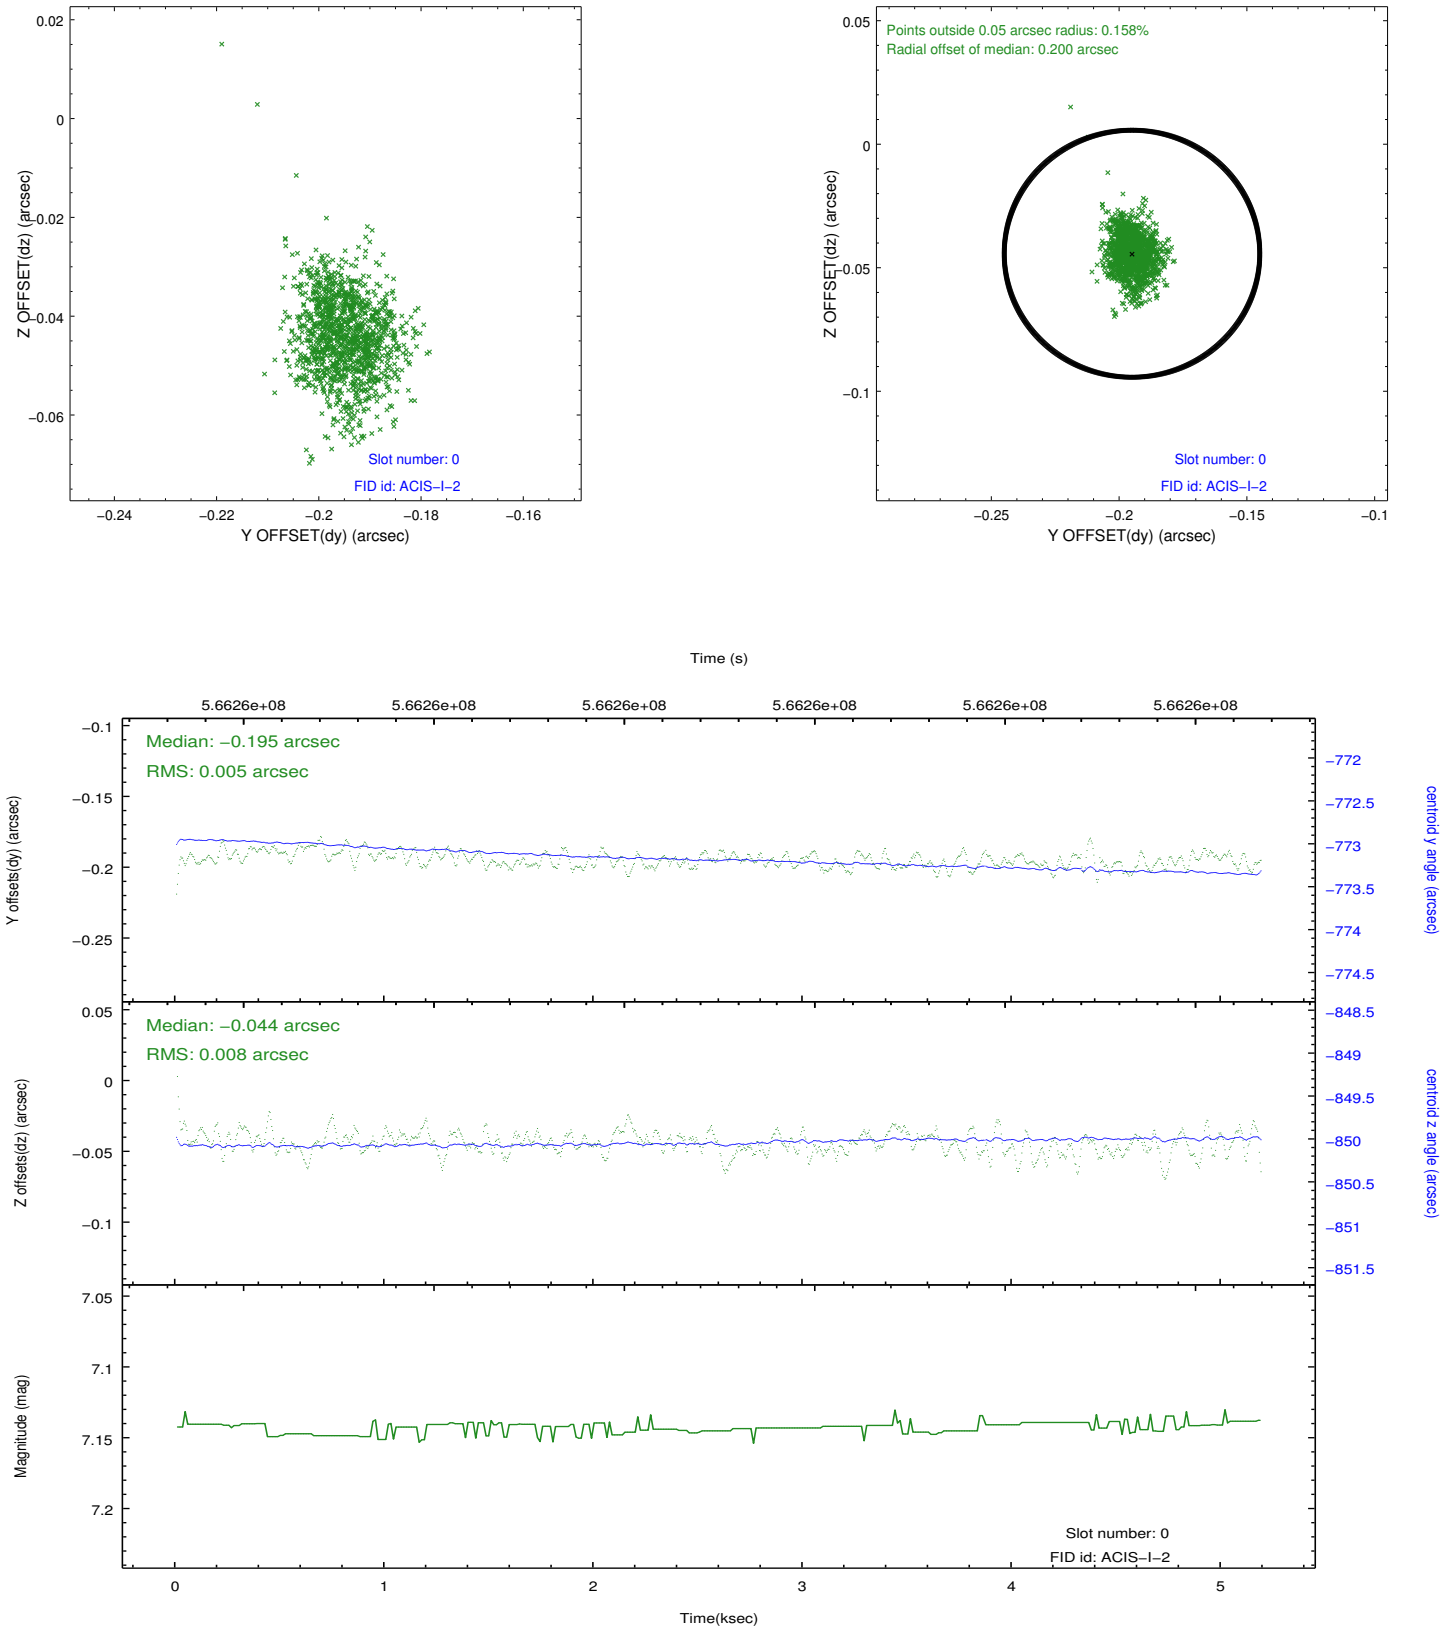 0.02
0
−0.02
−0.04
−0.06
Z OFFSET(dz) (arcsec)
Slot number: 0
FID id: ACIS−I−2
−0.24
−0.22
−0.2
−0.18
−0.16
Y OFFSET(dy) (arcsec)
Points outside 0.05 arcsec radius: 0.158%
Radial offset of median: 0.200 arcsec
0.05
0
−0.05
−0.1
Z OFFSET(dz) (arcsec)
Slot number: 0
FID id: ACIS−I−2
−0.25
−0.2
−0.15
−0.1
Y OFFSET(dy) (arcsec)
Time (s)
5.6626e+08
5.6626e+08
5.6626e+08
5.6626e+08
5.6626e+08
5.6626e+08
Median: −0.195 arcsec
RMS: 0.005 arcsec
−0.1
−0.15
−0.2
−0.25
Y offsets(dy) (arcsec)
−772
−772.5
−773
−773.5
−774
−774.5
centroid y angle (arcsec)
Median: −0.044 arcsec
RMS: 0.008 arcsec
0.05
0
−0.05
−0.1
Z offsets(dz) (arcsec)
−848.5
−849
−849.5
−850
−850.5
−851
−851.5
centroid z angle (arcsec)
7.05
7.1
7.15
7.2
Magnitude (mag)
Slot number: 0
FID id: ACIS−I−2
0
1
2
3
4
5
Time(ksec)